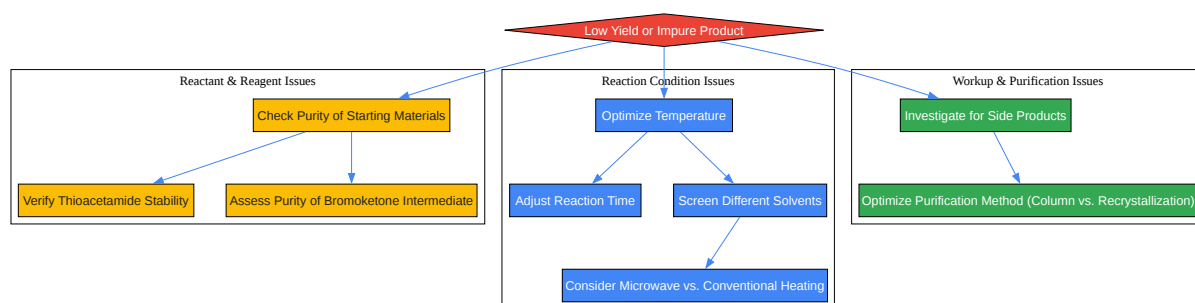 Low Yield or Impure Product
Reactant & Reagent Issues
Reaction Condition Issues
Workup & Purification Issues
Check Purity of Starting Materials
Optimize Temperature
Investigate for Side Products
Verify Thioacetamide Stability
Assess Purity of Bromoketone Intermediate
Adjust Reaction Time
Screen Different Solvents
Optimize Purification Method (Column vs. Recrystallization)
Consider Microwave vs. Conventional Heating